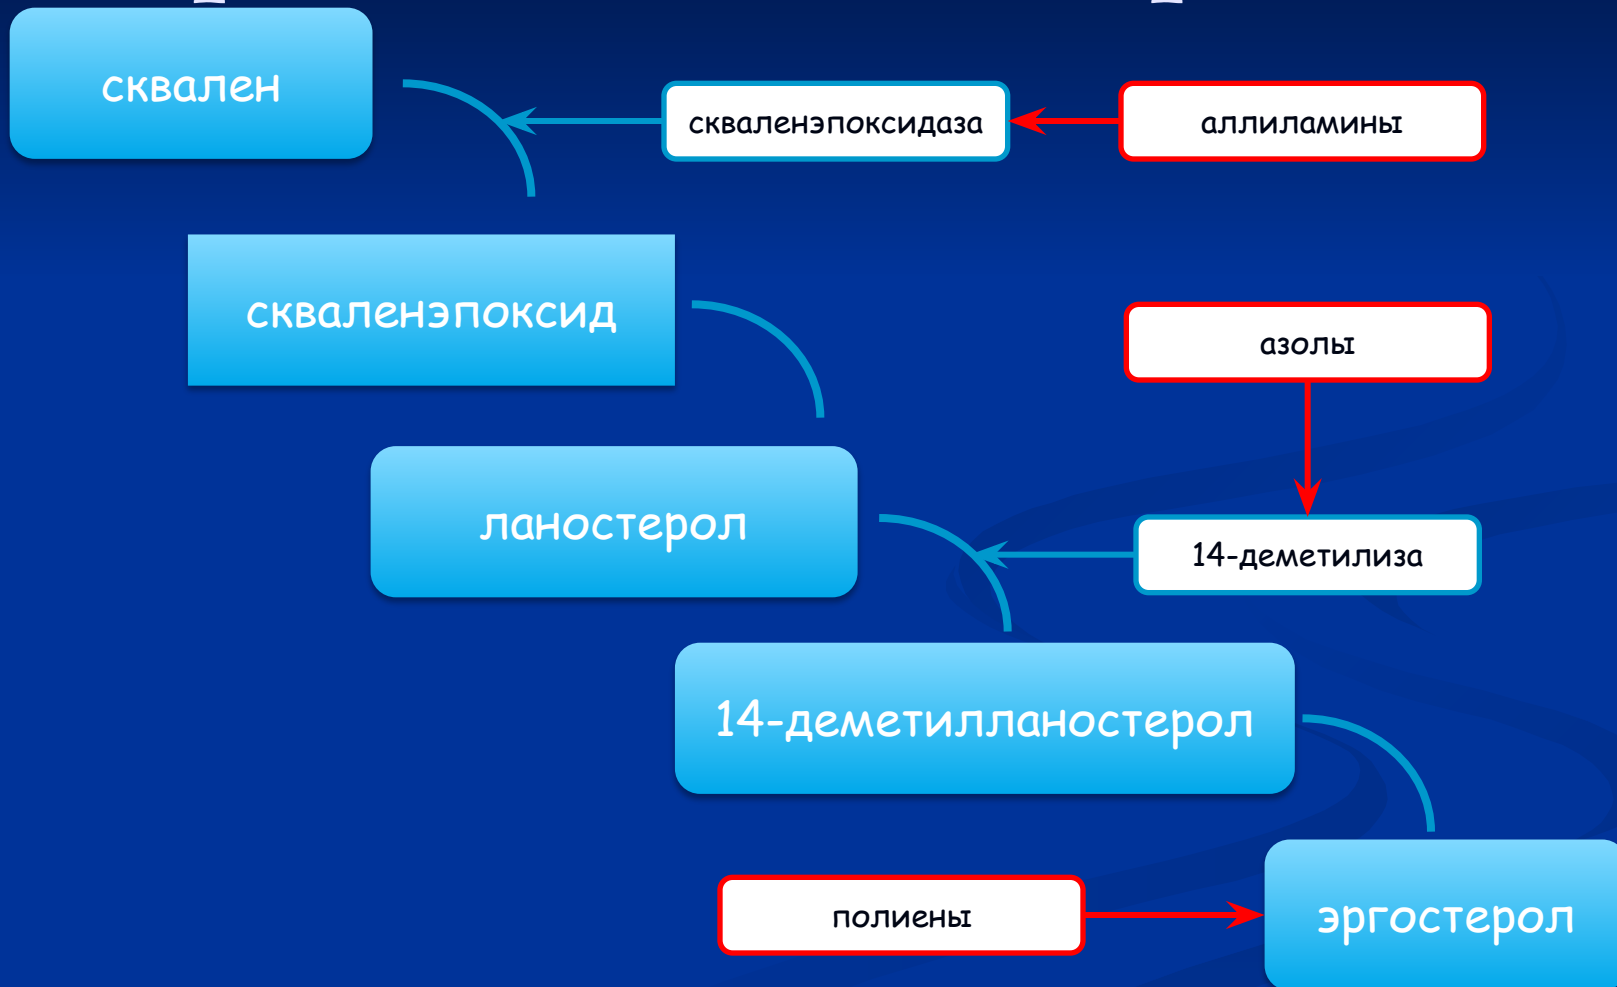 сквален
скваленэпоксидаза
аллиламины
скваленэпоксид
азолы
ланостерол
14-деметилиза
14-деметилланостерол
полиены
эргостерол